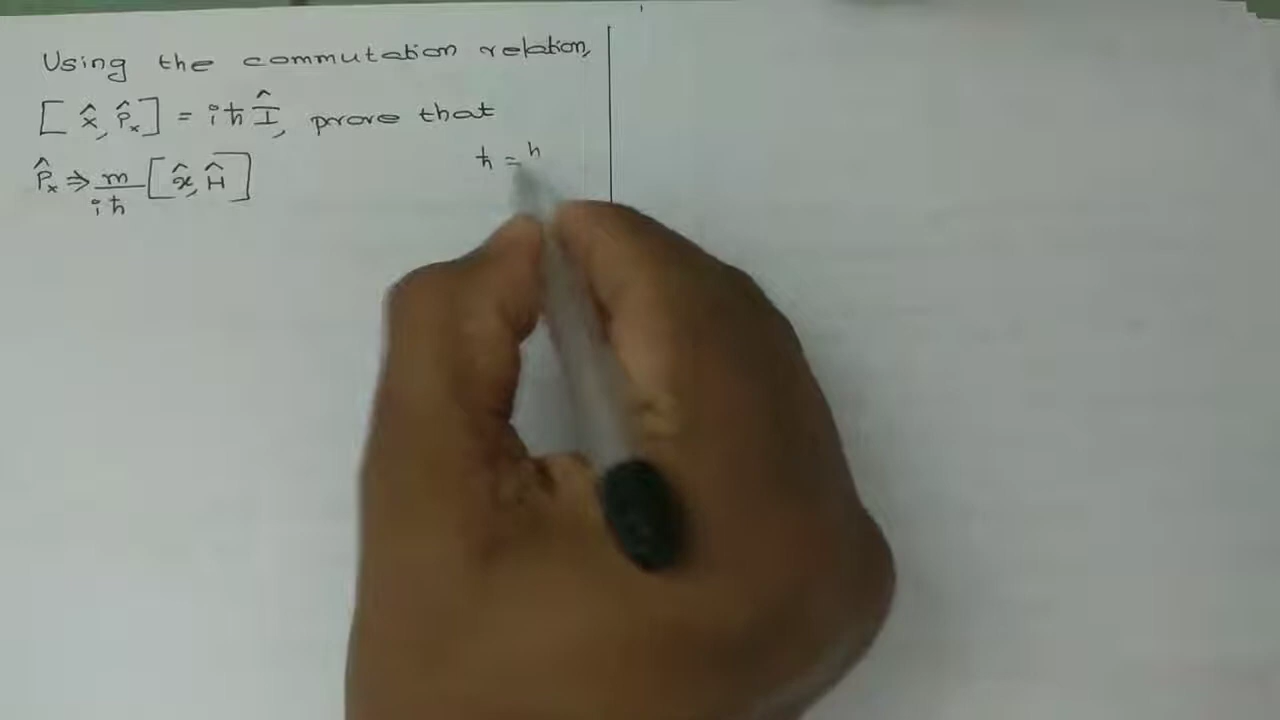 Using the commutation relation,
[x̂, p̂ₓ] = iħ Î, prove that
p̂ₓ ⇒ m/iħ [x̂, Ĥ]
ħ = h